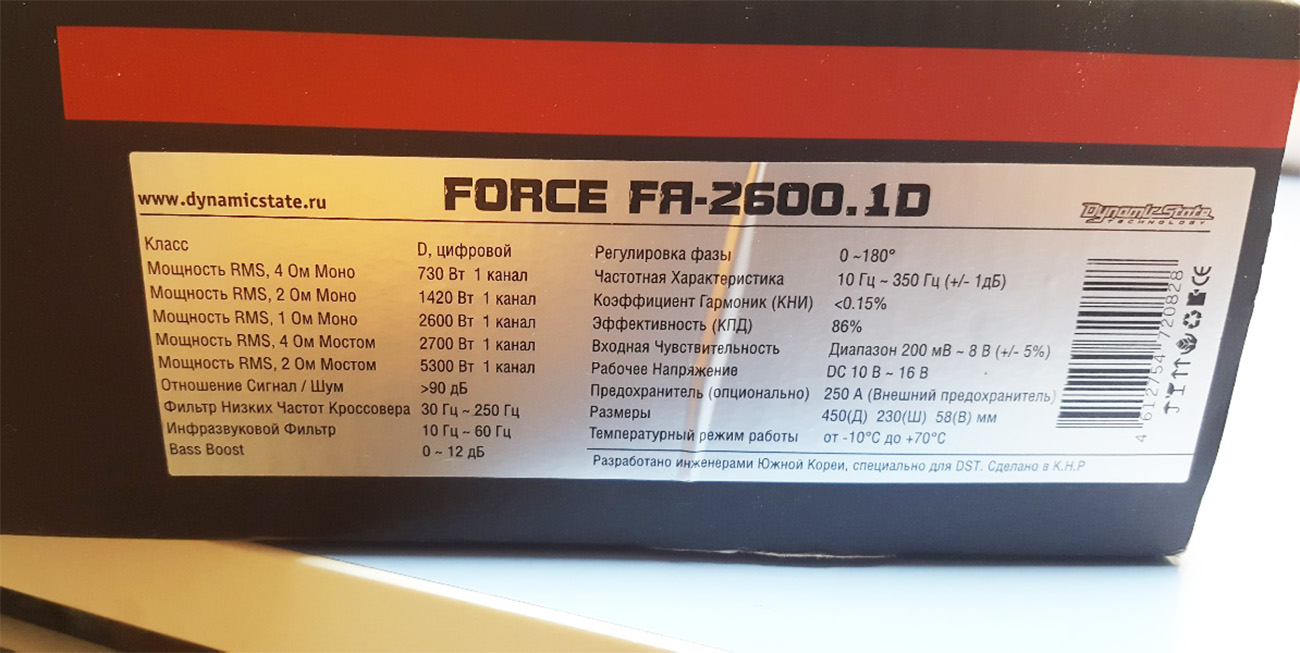 www.dynamicstate.ru
FORCE FA-2600.1D
DynamicState
TECHNOLOGY
Класс D, цифровой
Мощность RMS, 4 Ом Моно 730 Вт 1 канал
Мощность RMS, 2 Ом Моно 1420 Вт 1 канал
Мощность RMS, 1 Ом Моно 2600 Вт 1 канал
Мощность RMS, 4 Ом Мостом 2700 Вт 1 канал
Мощность RMS, 2 Ом Мостом 5300 Вт 1 канал
Отношение Сигнал / Шум >90 дБ
Фильтр Низких Частот Кроссовера 30 Гц ~ 250 Гц
Инфразвуковой Фильтр 10 Гц ~ 60 Гц
Bass Boost 0 ~ 12 дБ
Регулировка фазы 0 ~180°
Частотная Характеристика 10 Гц ~ 350 Гц (+/- 1дБ)
Коэффициент Гармоник (КНИ) <0.15%
Эффективность (КПД) 86%
Входная Чувствительность Диапазон 200 мВ ~ 8 В (+/- 5%)
Рабочее Напряжение DC 10 В ~ 16 В
Предохранитель (опционально) 250 А (Внешний предохранитель)
Размеры 450(Д) 230(Ш) 58(В) мм
Температурный режим работы от -10°С до +70°С
Разработано инженерами Южной Кореи, специально для DST. Сделано в К.Н.Р
4 612754 720828
CE